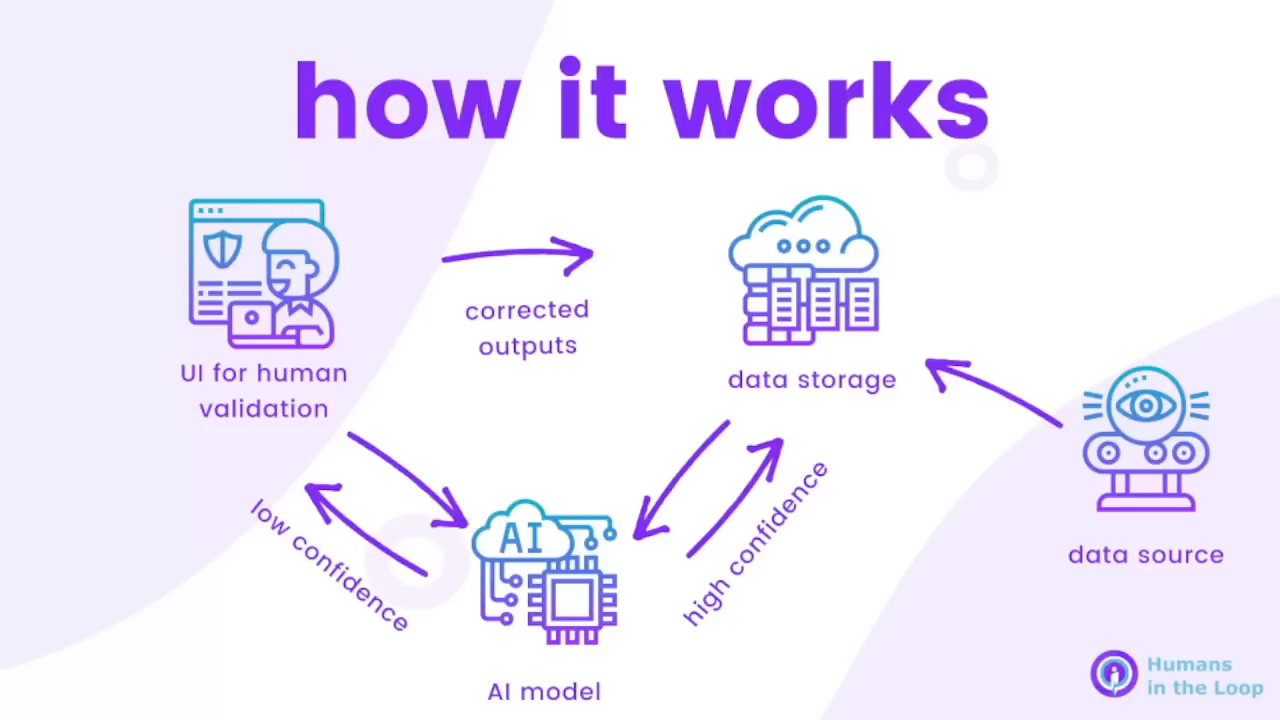 how it works
corrected
outputs
UI for human
validation
data storage
low confidence
high confidence
AI
data source
AI model
Humans
in the Loop